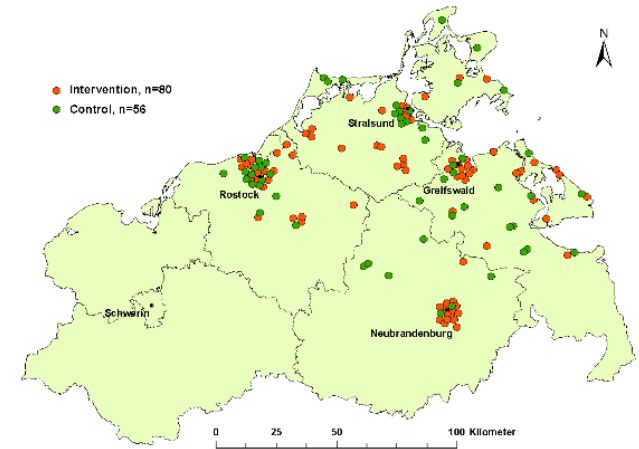 N
Intervention, n=80
Control, n=56
Stralsund
Rostock
Greifswald
Schwerin
Neubrandenburg
0 25 50 100 Kilometer